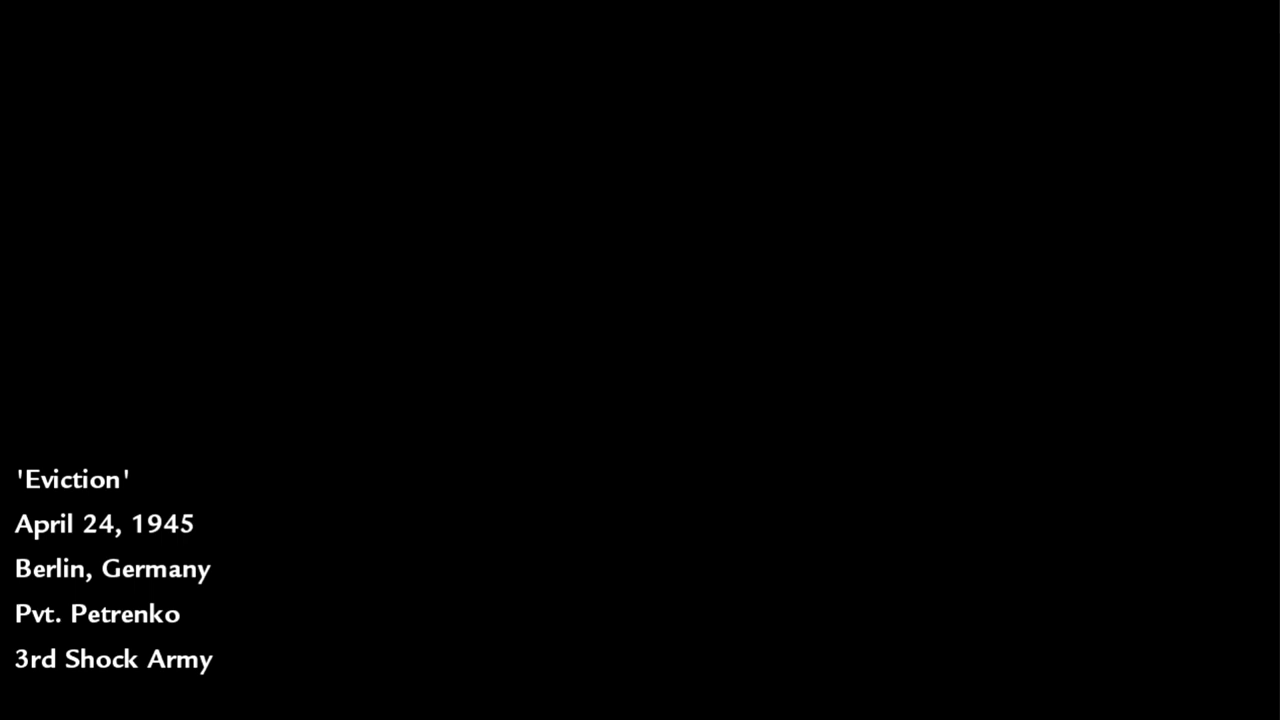 'Eviction'
April 24, 1945
Berlin, Germany
Pvt. Petrenko
3rd Shock Army